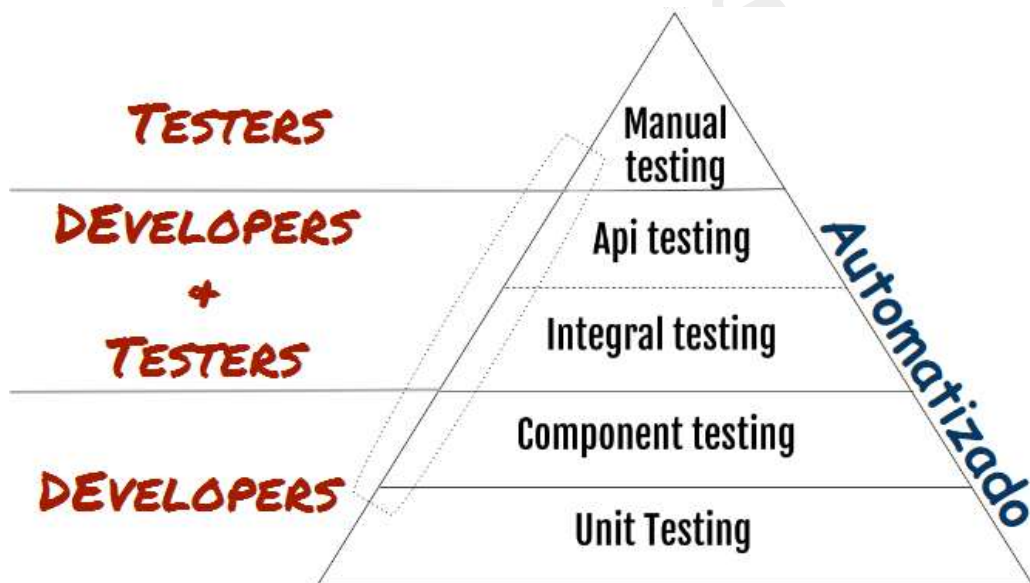 TESTERS
DEVELOPERS
&
TESTERS
DEVELOPERS
Manual
testing
Api testing
Integral testing
Component testing
Unit Testing
Automatizado